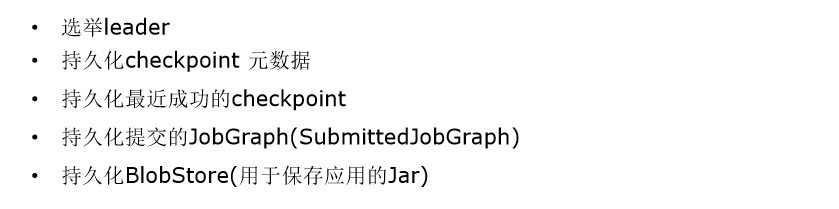 • 选举leader
• 持久化checkpoint 元数据
• 持久化最近成功的checkpoint
• 持久化提交的JobGraph(SubmittedJobGraph)
• 持久化BlobStore(用于保存应用的Jar)